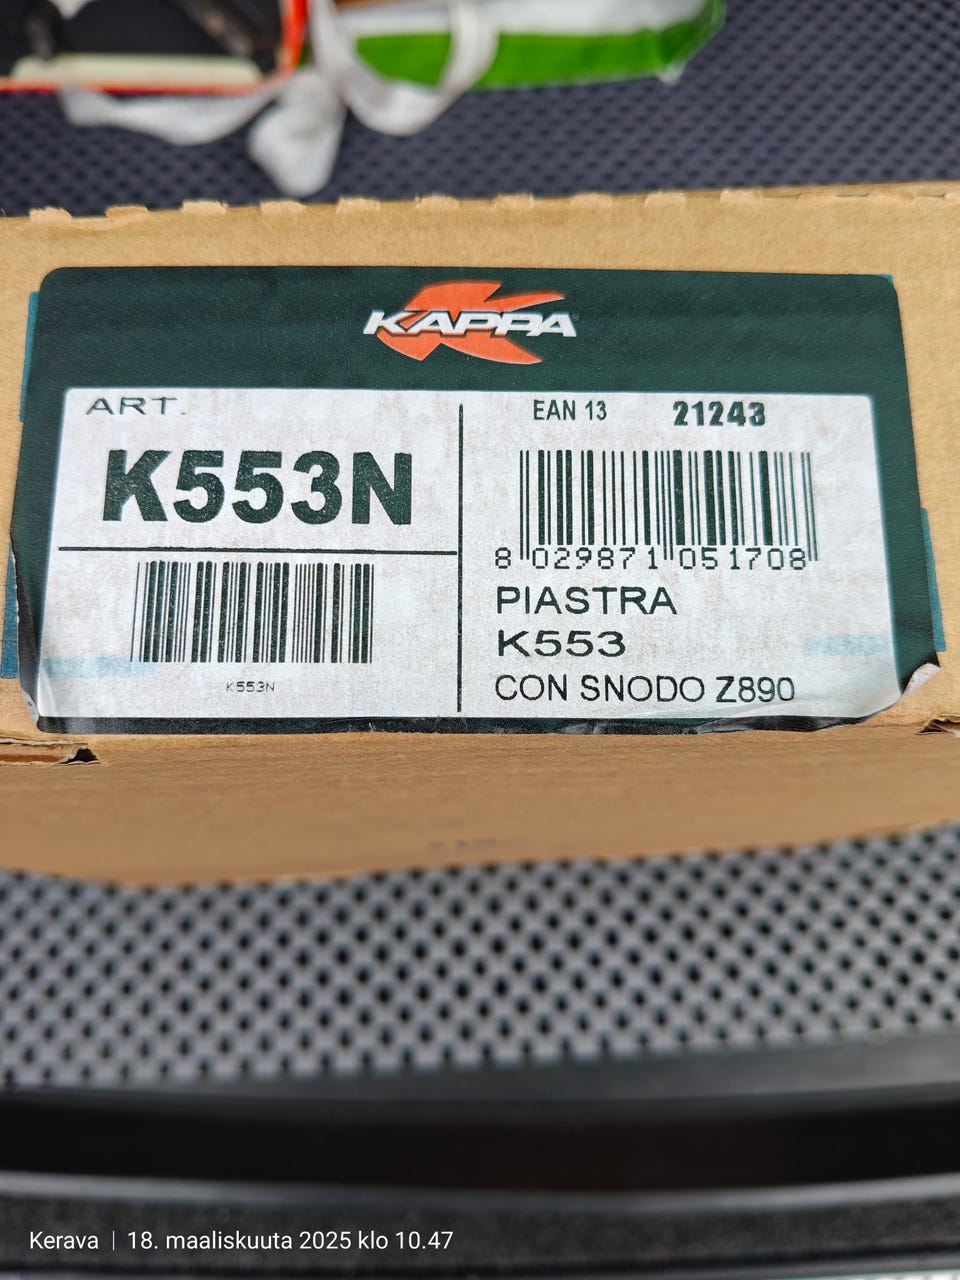 KAPPA
ART.
K553N
K553N
EAN 13 21243
8 029871 051708
PIASTRA
K553
CON SNODO Z890
Kerava | 18. maaliskuuta 2025 klo 10.47